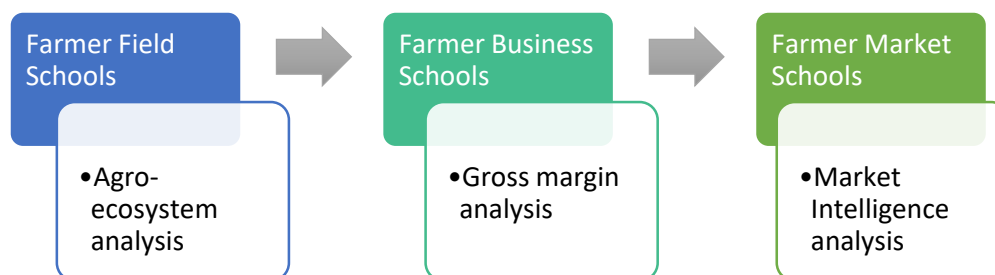 Farmer Field
Schools
•Agro-
ecosystem
analysis
Farmer Business
Schools
•Gross margin
analysis
Farmer Market
Schools
•Market
Intelligence
analysis